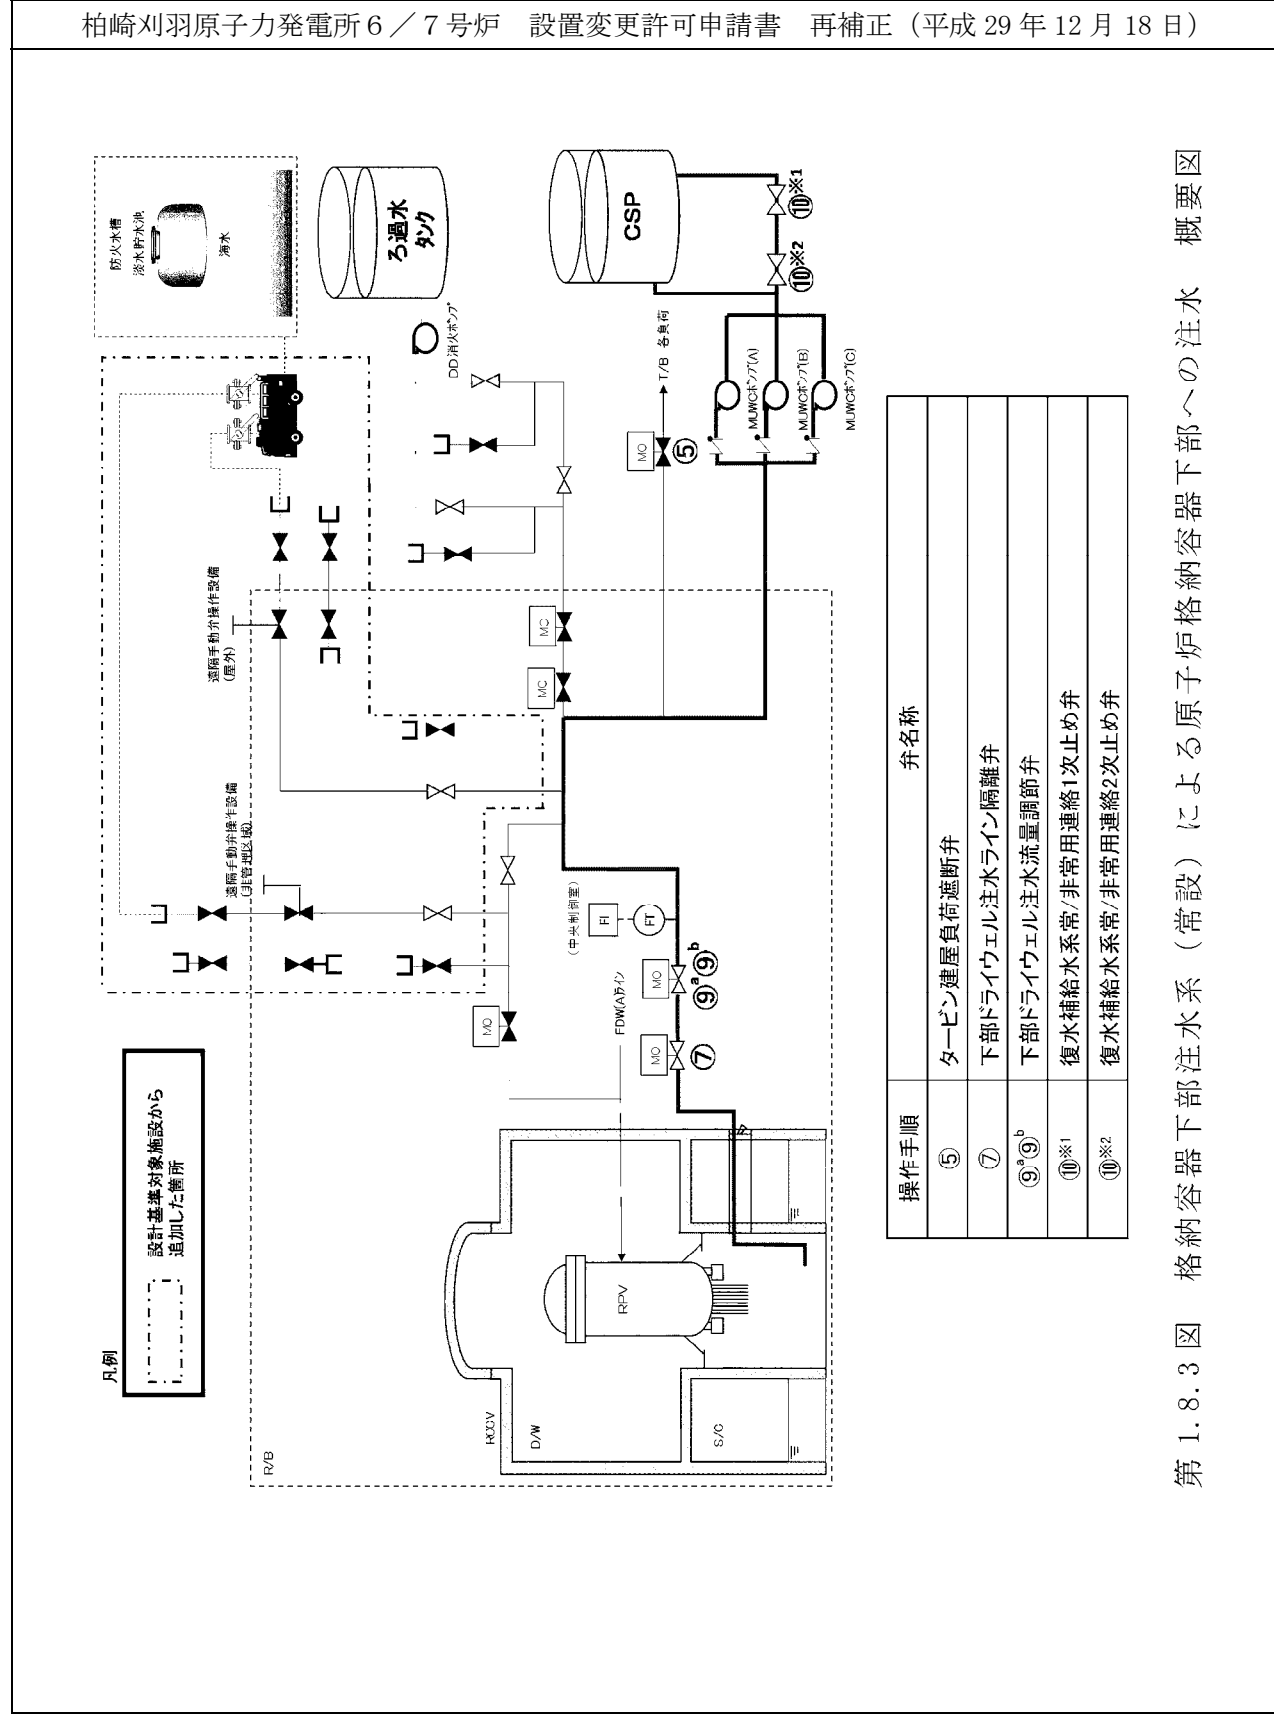 柏崎刈羽原子力発電所６／７号炉　設置変更許可申請書　再補正（平成 29 年 12 月 18 日）
凡例
設計基準対象施設から
追加した箇所
防火水槽
淡水貯水池
海水
ろ過水
タンク
CSP
⑩※1
⑩※2
DD消火ポンプ
T/B 各負荷
MO
⑤
MUWCポンプ(A)
MUWCポンプ(B)
MUWCポンプ(C)
遠隔手動弁操作設備
(屋外)
遠隔手動弁操作設備
(非管理区域)
MO
MO
(中央制御室)
FI
FT
MO
⑨a⑨b
MO
⑦
MO
FDW(A)ライン
R/B
RCCV
D/W
S/C
RPV
操作手順 弁名称
⑤ タービン建屋負荷遮断弁
⑦ 下部ドライウェル注水ライン隔離弁
⑨a⑨b 下部ドライウェル注水流量調節弁
⑩※1 復水補給水系常/非常用連絡1次止め弁
⑩※2 復水補給水系常/非常用連絡2次止め弁
第 1.8.3 図　格納容器下部注水系（常設）による原子炉格納容器下部への注水　概要図